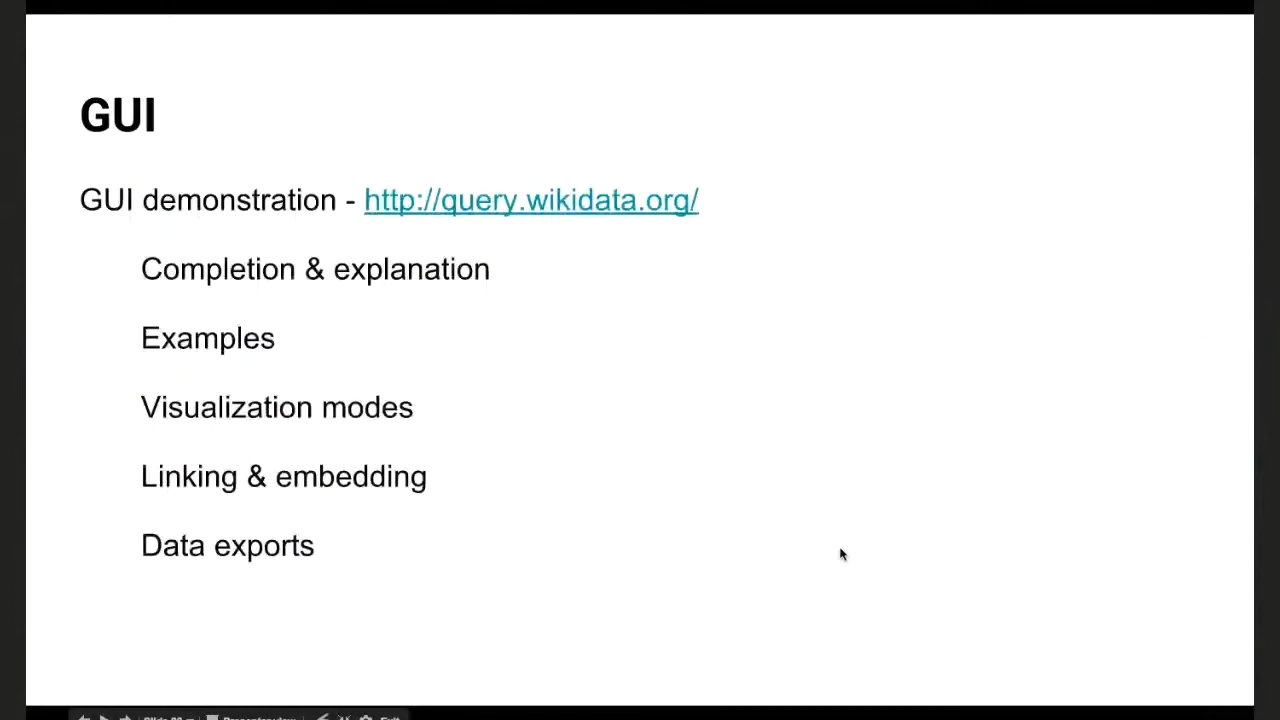 GUI
GUI demonstration - http://query.wikidata.org/
Completion & explanation
Examples
Visualization modes
Linking & embedding
Data exports